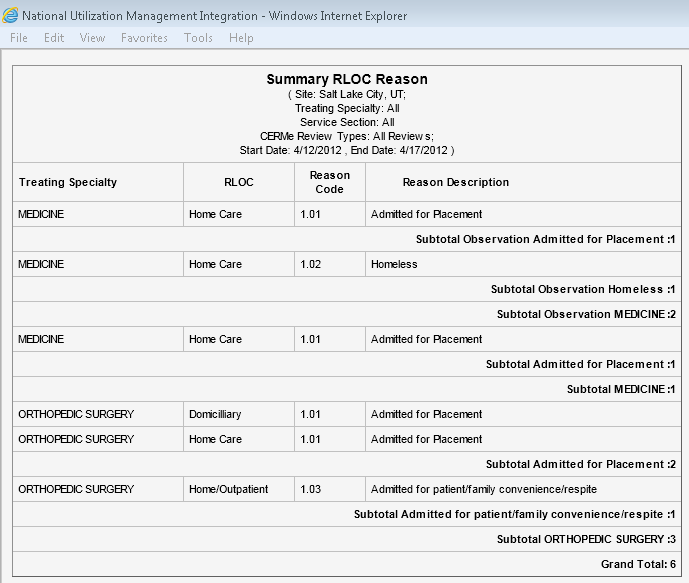 National Utilization Management Integration - Windows Internet Explorer
File Edit View Favorites Tools Help
Summary RLOC Reason
( Site: Salt Lake City, UT;
Treating Specialty: All
Service Section: All
CERMe Review Types: All Reviews;
Start Date: 4/12/2012 , End Date: 4/17/2012 )
Treating Specialty RLOC Reason Code Reason Description
MEDICINE Home Care 1.01 Admitted for Placement
Subtotal Observation Admitted for Placement :1
MEDICINE Home Care 1.02 Homeless
Subtotal Observation Homeless :1
Subtotal Observation MEDICINE :2
MEDICINE Home Care 1.01 Admitted for Placement
Subtotal Admitted for Placement :1
Subtotal MEDICINE :1
ORTHOPEDIC SURGERY Domicilliary 1.01 Admitted for Placement
ORTHOPEDIC SURGERY Home Care 1.01 Admitted for Placement
Subtotal Admitted for Placement :2
ORTHOPEDIC SURGERY Home/Outpatient 1.03 Admitted for patient/family convenience/respite
Subtotal Admitted for patient/family convenience/respite :1
Subtotal ORTHOPEDIC SURGERY :3
Grand Total: 6